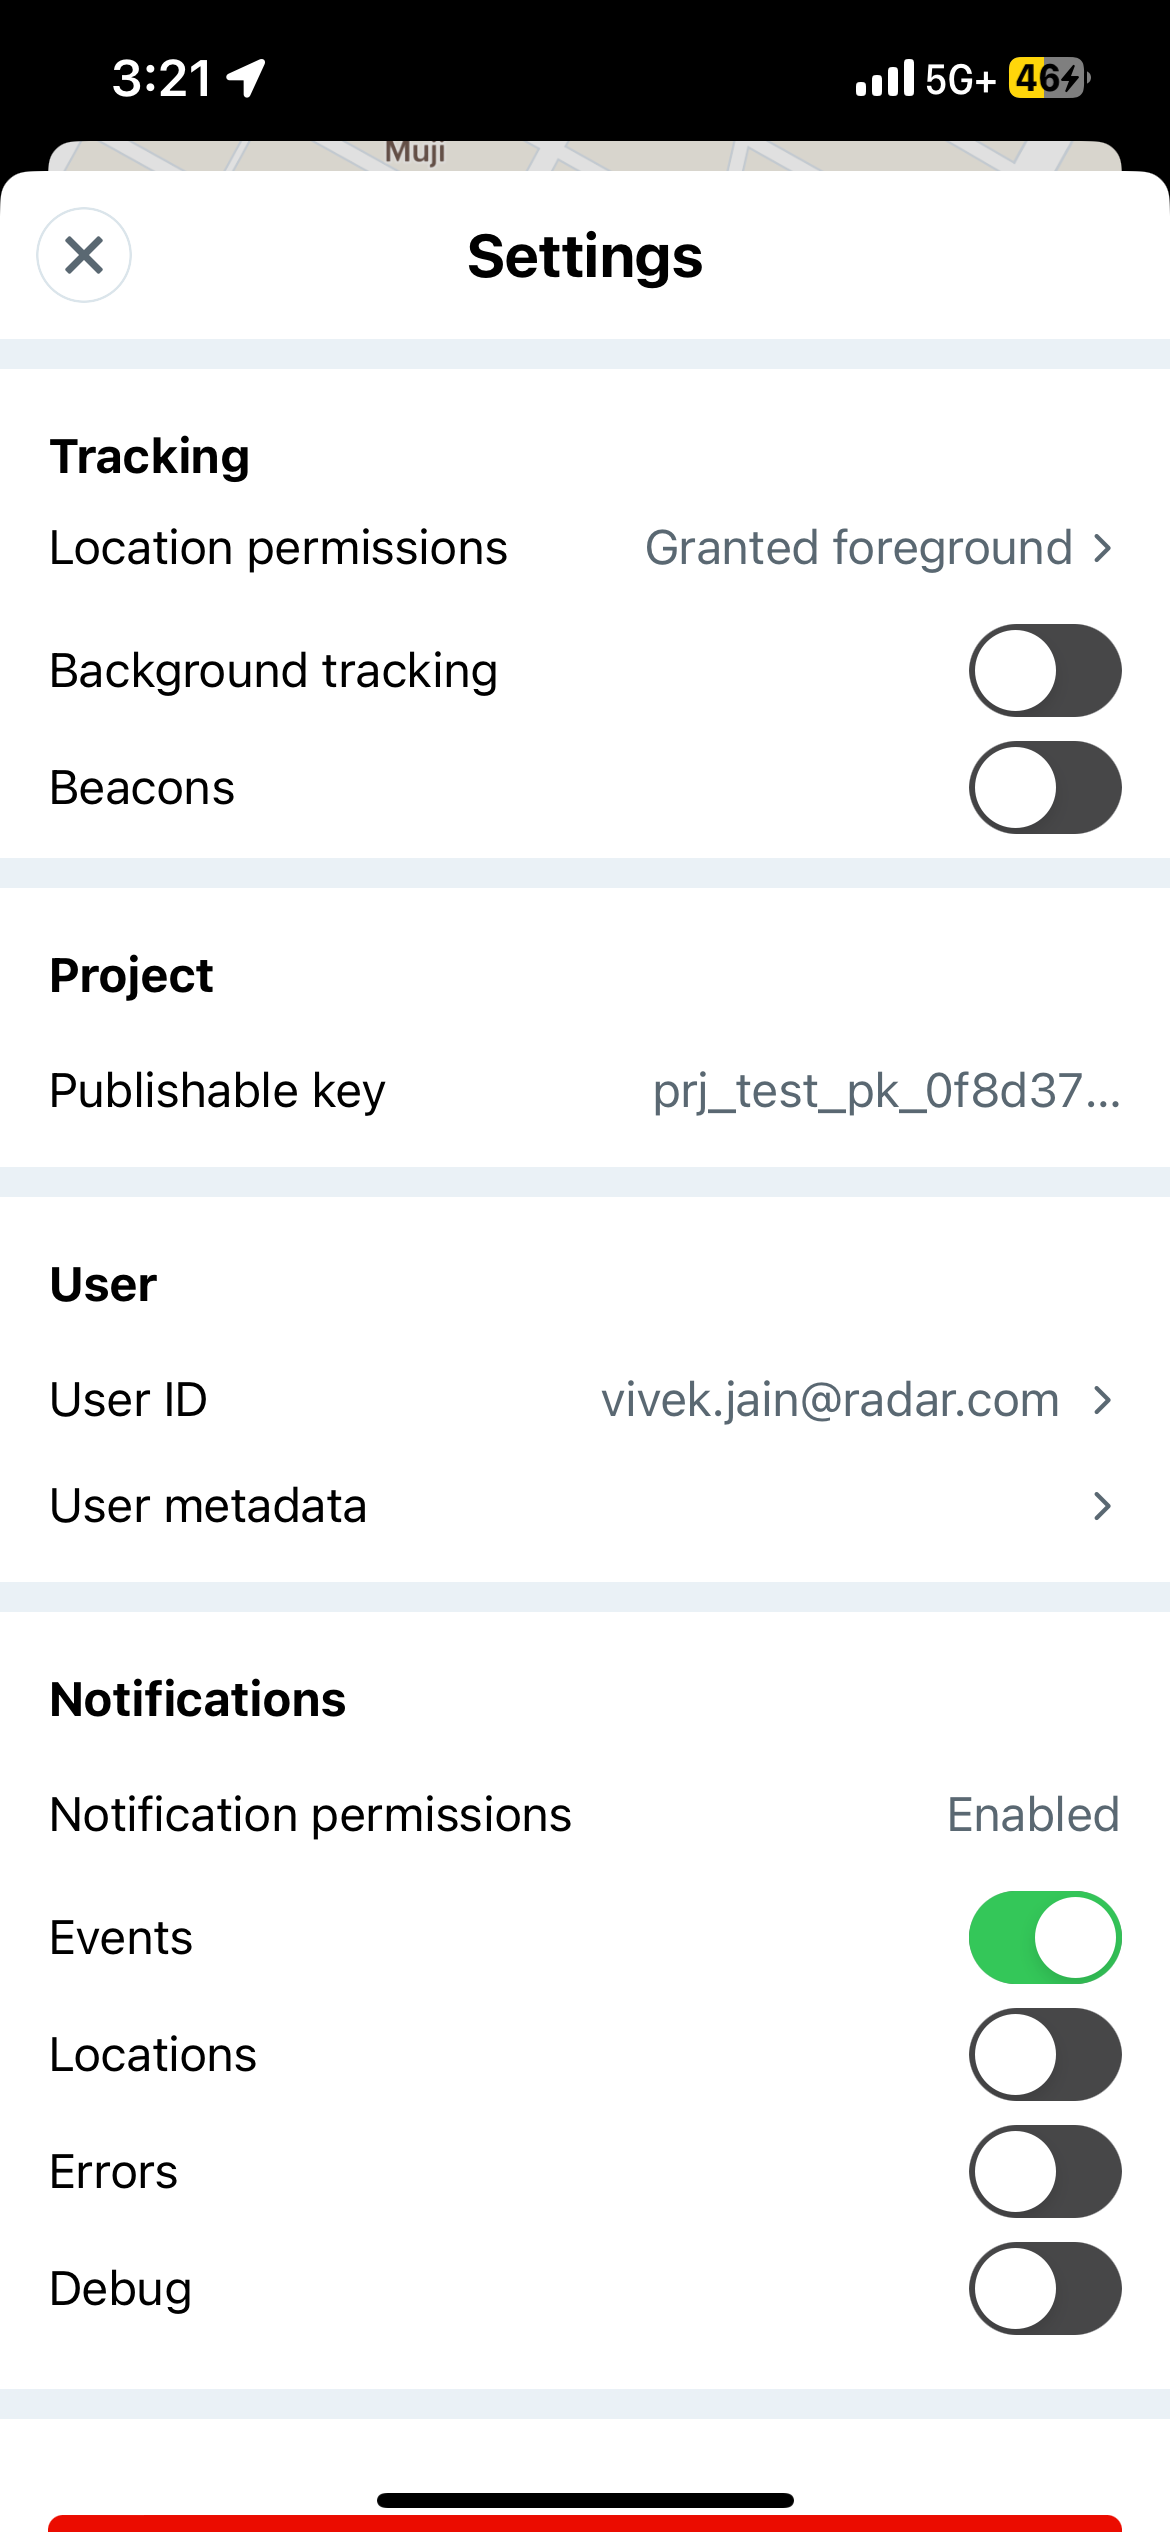 3:21
5G+ 46
Muji
Settings
Tracking
Location permissions Granted foreground
Background tracking
Beacons
Project
Publishable key prj_test_pk_0f8d37...
User
User ID vivek.jain@radar.com
User metadata
Notifications
Notification permissions Enabled
Events
Locations
Errors
Debug